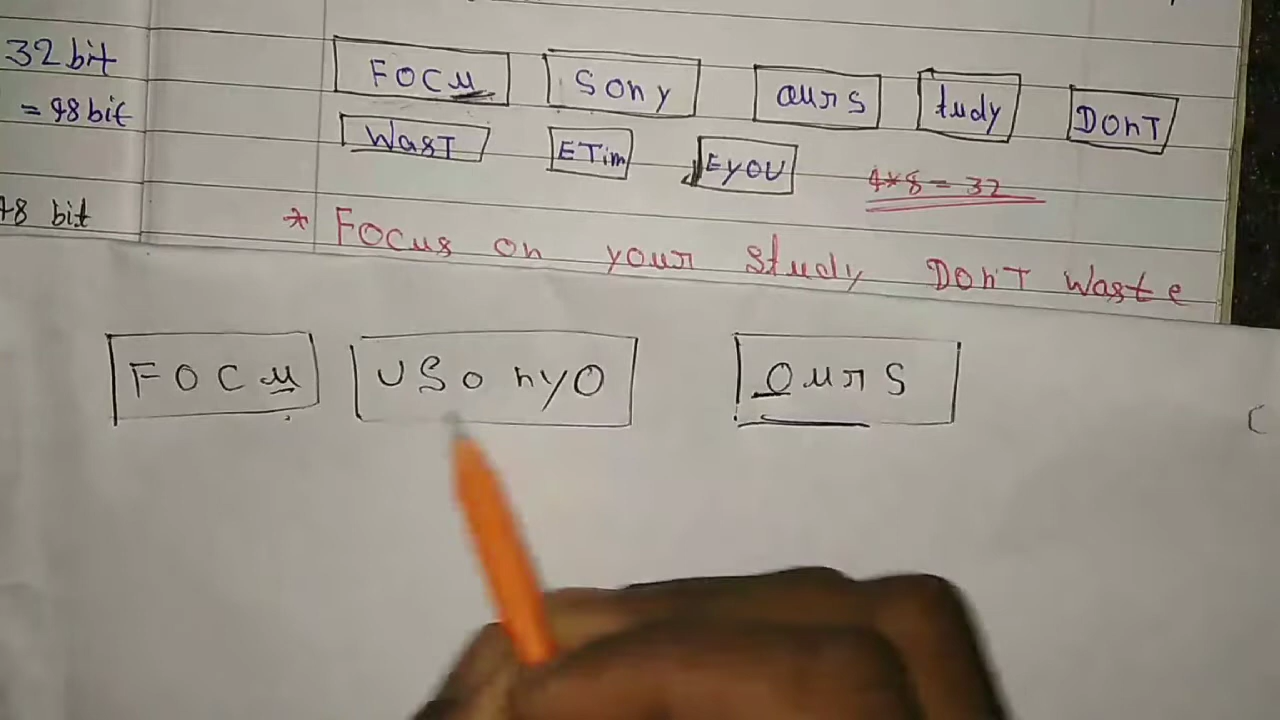 32 bit FOCu Sony ours tudy DOnT
= 48 bit WasT ETim EyOU 4*8 = 32
48 bit * Focus on your study DonT waste
FOCu USonyO Ours